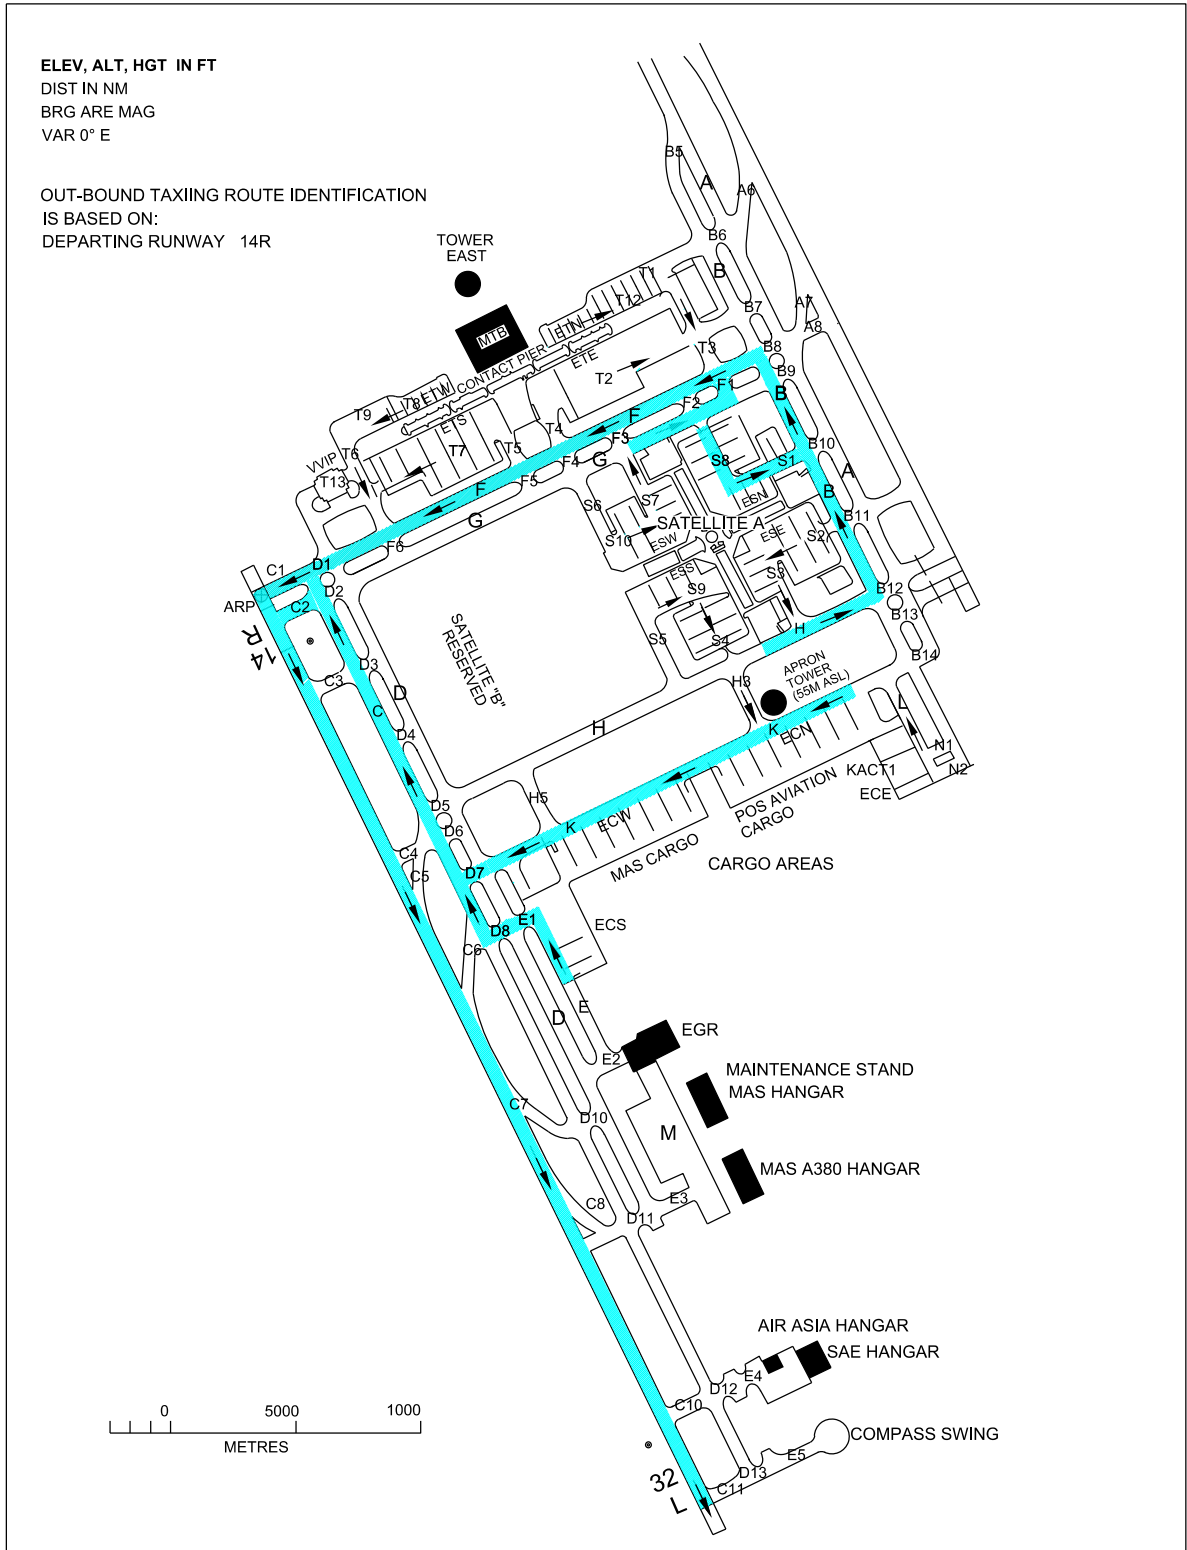 ELEV, ALT, HGT IN FT
DIST IN NM
BRG ARE MAG
VAR 0° E
OUT-BOUND TAXIING ROUTE IDENTIFICATION
IS BASED ON:
DEPARTING RUNWAY 14R
TOWER
EAST
MTB
CONTACT PIER
B5
A
A6
B6
B
T1
T12
ETN
B7
A7
A8
T3
ETE
T2
B8
B9
F1
F2
B
ETW
T8
T9
ETS
T4
F
F3
T5
T7
T6
VVIP
T13
F4
G
F5
F
G
F6
B10
S1
S8
A
B
B11
ESN
S7
S6
SATELLITE A
S10
ESW
ESE
S2
ESS
S3
S9
S5
S4
H
B12
B13
B14
C1
D1
ARP
C2
D2
14
R
D3
C3
D
C
D4
SATELLITE "B"
RESERVED
H3
APRON
TOWER
(55M ASL)
L
K
ECN
H
N1
N2
KACT1
ECE
D5
D6
H5
K
ECW
POS AVIATION
CARGO
MAS CARGO
CARGO AREAS
C4
C5
D7
D8
E1
ECS
C6
E
D
E2
EGR
MAINTENANCE STAND
MAS HANGAR
C7
D10
M
MAS A380 HANGAR
C8
E3
D11
AIR ASIA HANGAR
SAE HANGAR
E4
D12
C10
COMPASS SWING
E5
D13
C11
32
L
0 5000 1000
METRES